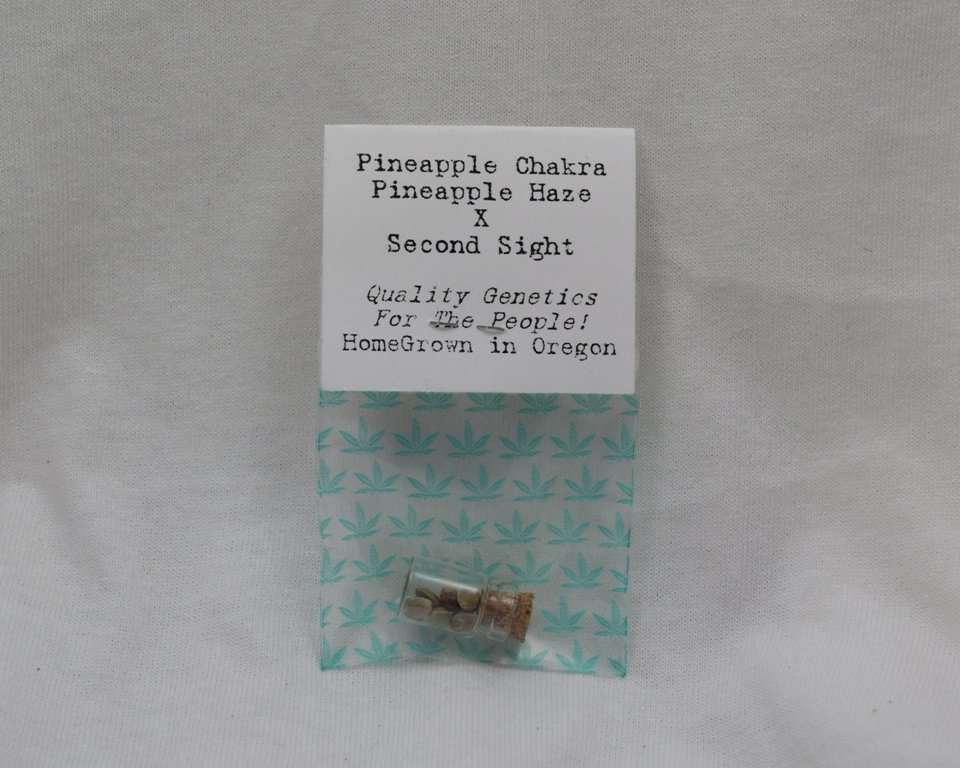 Pineapple Chakra
Pineapple Haze
X
Second Sight
Quality Genetics
For The People!
HomeGrown in Oregon